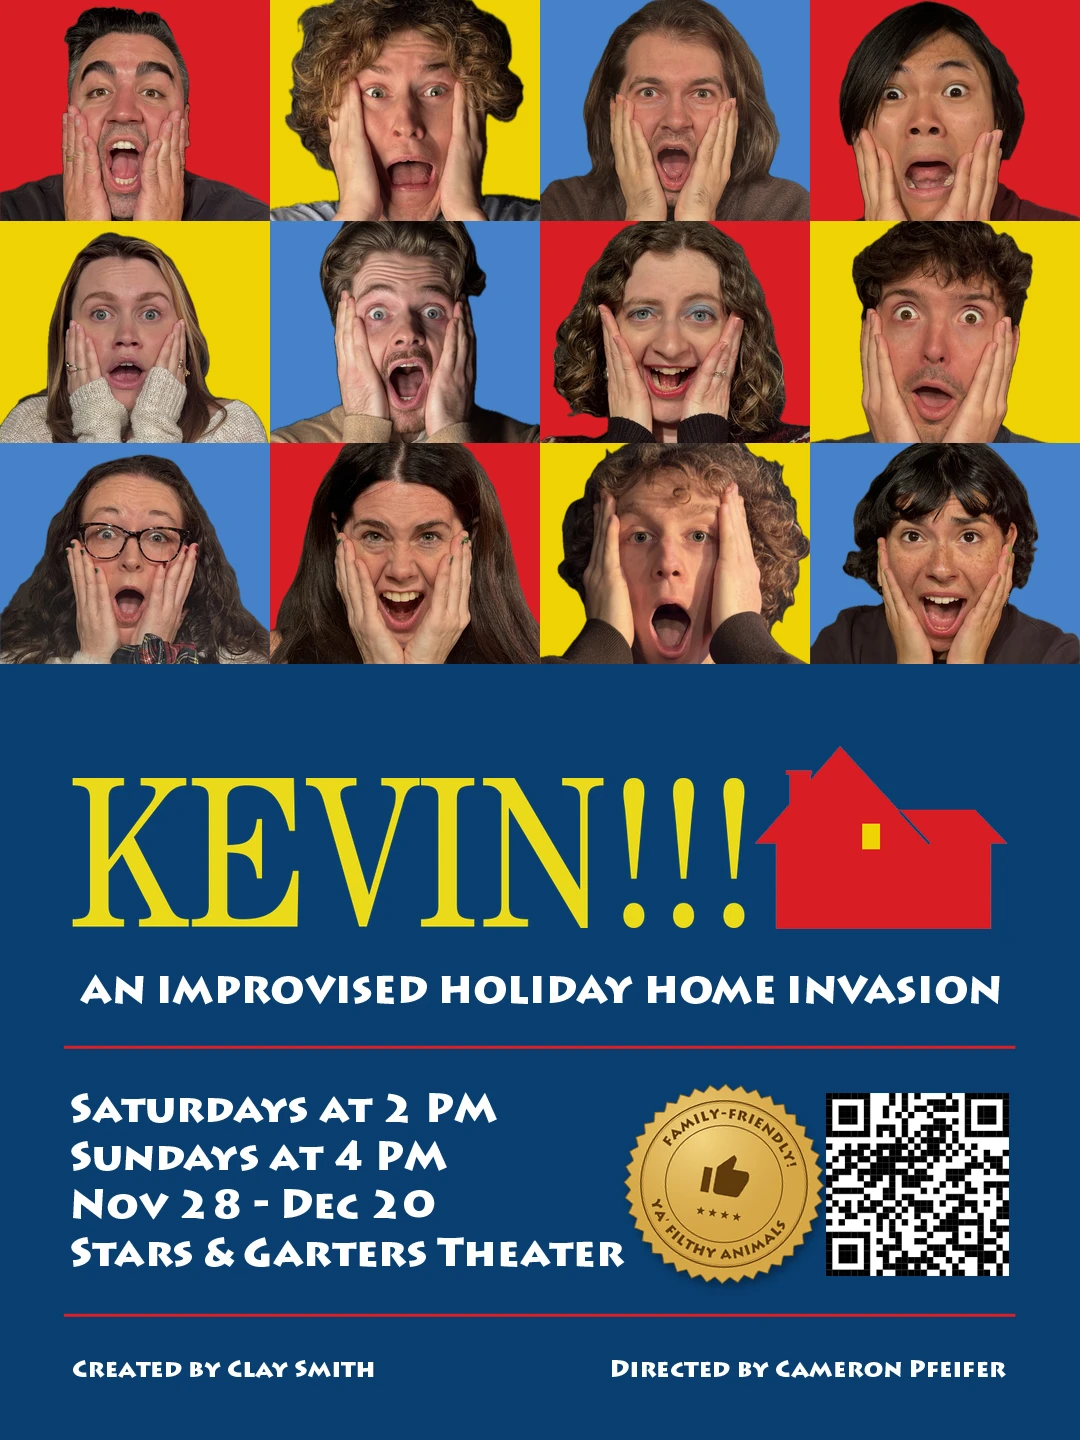 KEVIN!!!
AN IMPROVISED HOLIDAY HOME INVASION
SATURDAYS AT 2 PM
SUNDAYS AT 4 PM
NOV 28 - DEC 20
STARS & GARTERS THEATER
FAMILY-FRIENDLY!
YA' FILTHY ANIMALS
CREATED BY CLAY SMITH
DIRECTED BY CAMERON PFEIFER